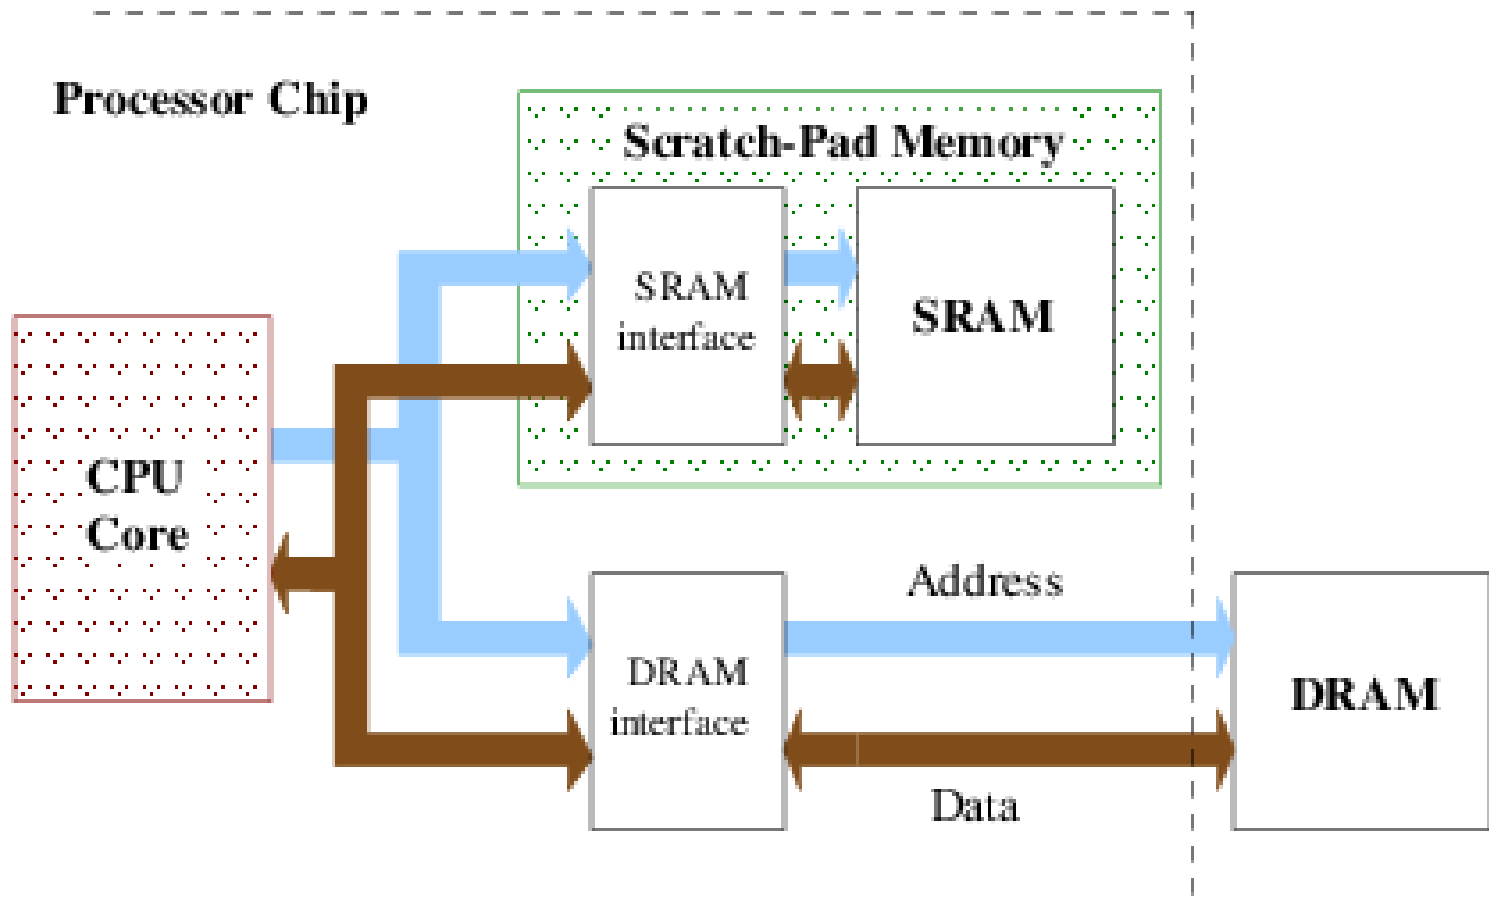 Processor Chip
Scratch-Pad Memory
SRAM
interface
SRAM
CPU
Core
Address
DRAM
interface
DRAM
Data